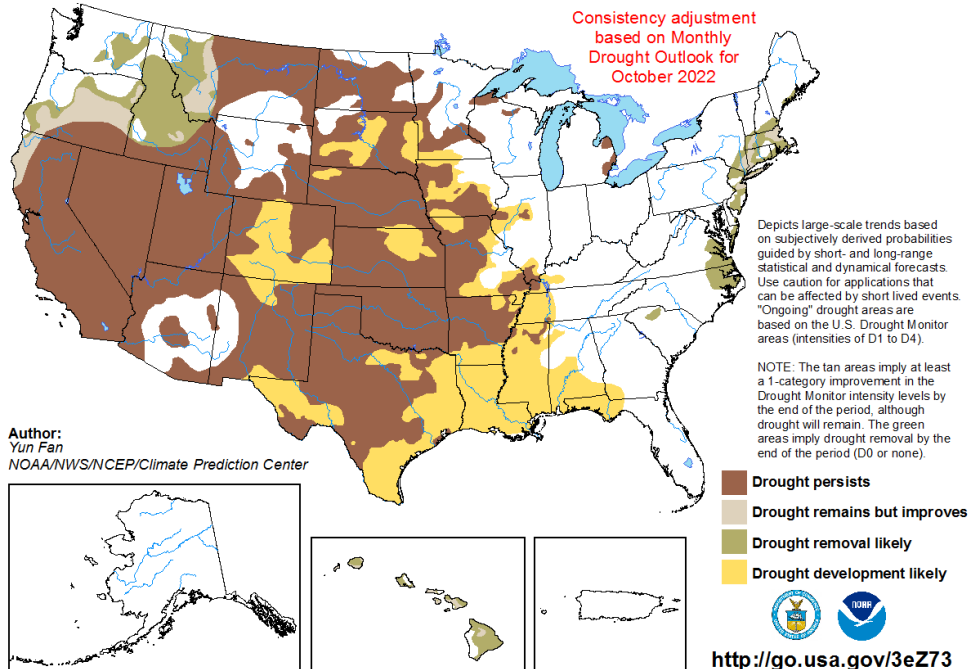 Consistency adjustment
based on Monthly
Drought Outlook for
October 2022
Depicts large-scale trends based
on subjectively derived probabilities
guided by short- and long-range
statistical and dynamical forecasts.
Use caution for applications that
can be affected by short lived events.
"Ongoing" drought areas are
based on the U.S. Drought Monitor
areas (intensities of D1 to D4).
NOTE: The tan areas imply at least
a 1-category improvement in the
Drought Monitor intensity levels by
the end of the period, although
drought will remain. The green
areas imply drought removal by the
end of the period (D0 or none).
Author:
Yun Fan
NOAA/NWS/NCEP/Climate Prediction Center
Drought persists
Drought remains but improves
Drought removal likely
Drought development likely
NOAA
http://go.usa.gov/3eZ73